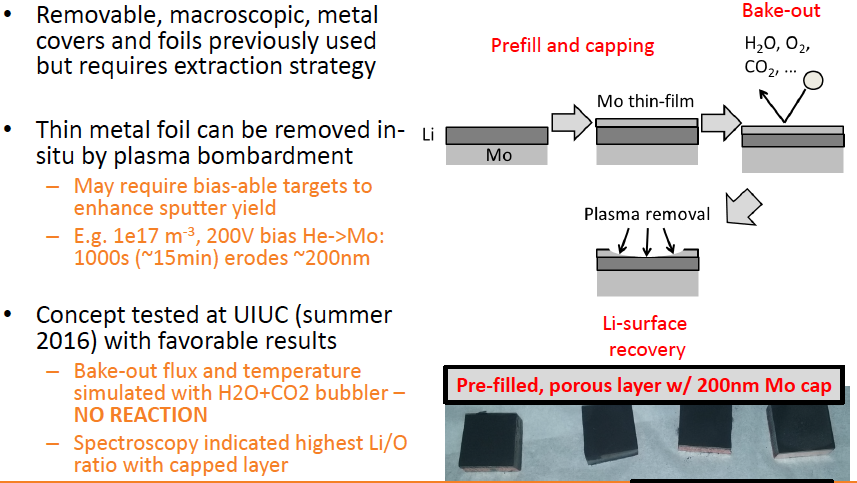 • Removable, macroscopic, metal
covers and foils previously used
but requires extraction strategy
• Thin metal foil can be removed in-
situ by plasma bombardment
– May require bias-able targets to
enhance sputter yield
– E.g. 1e17 m⁻³, 200V bias He->Mo:
1000s (~15min) erodes ~200nm
• Concept tested at UIUC (summer
2016) with favorable results
– Bake-out flux and temperature
simulated with H2O+CO2 bubbler –
NO REACTION
– Spectroscopy indicated highest Li/O
ratio with capped layer
Prefill and capping
Bake-out
H₂O, O₂,
CO₂, ...
Mo thin-film
Li
Mo
Plasma removal
Li-surface
recovery
Pre-filled, porous layer w/ 200nm Mo cap